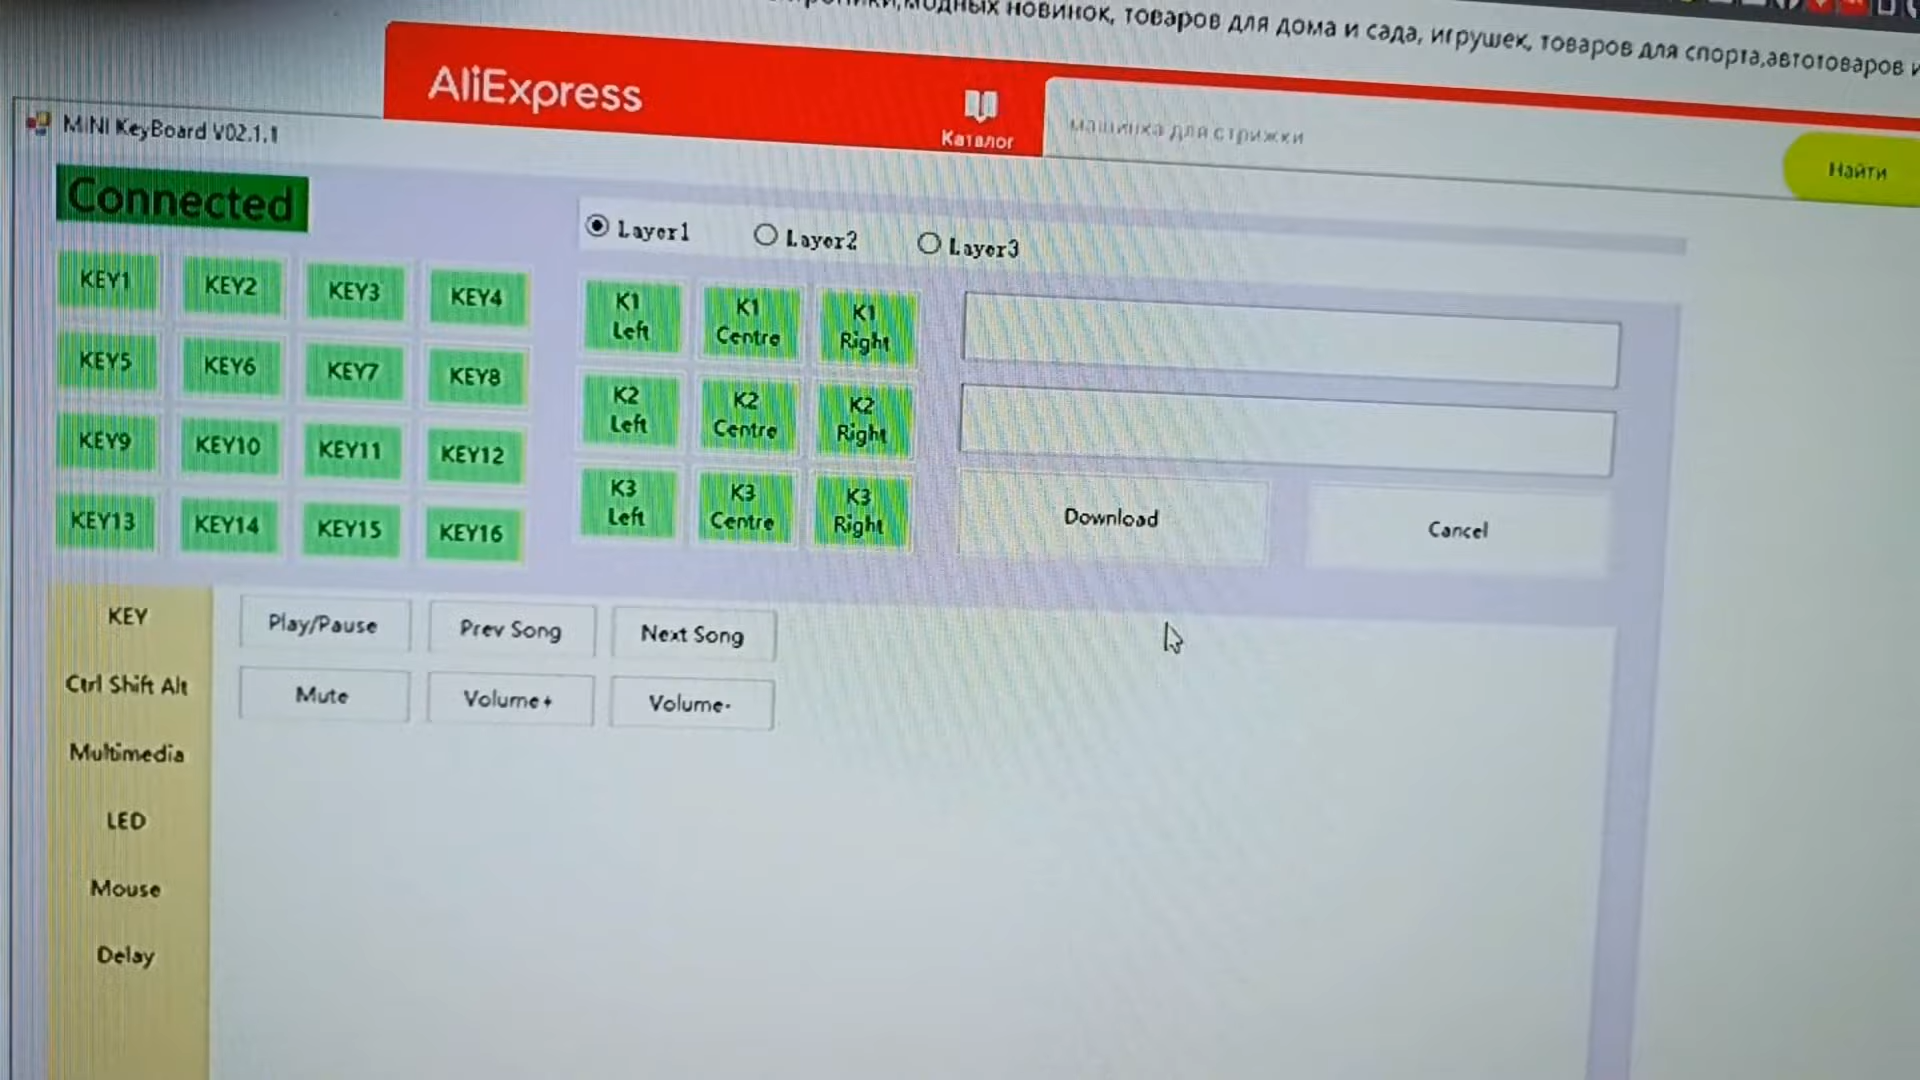 модных новинок, товаров для дома и сада, игрушек, товаров для спорта,автотоваров и
AliExpress
Каталог
машинка для стрижки
Найти
MINI KeyBoard V02.1.1
Connected
Layer1 Layer2 Layer3
KEY1 KEY2 KEY3 KEY4
KEY5 KEY6 KEY7 KEY8
KEY9 KEY10 KEY11 KEY12
KEY13 KEY14 KEY15 KEY16
K1 Left K1 Centre K1 Right
K2 Left K2 Centre K2 Right
K3 Left K3 Centre K3 Right
Download Cancel
KEY
Ctrl Shift Alt
Multimedia
LED
Mouse
Delay
Play/Pause Prev Song Next Song
Mute Volume+ Volume-